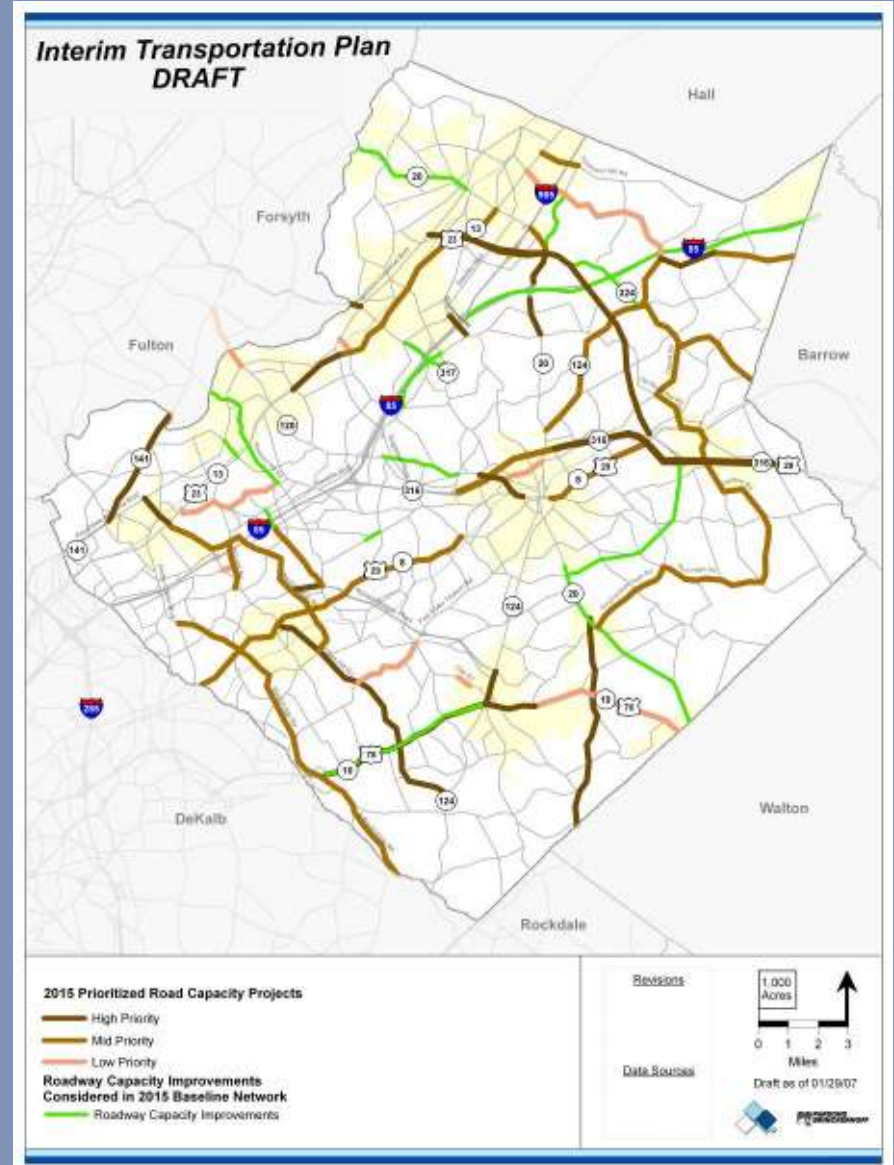 Interim Transportation Plan
DRAFT
Hall
20
985
Forsyth
13
23
85
324
Fulton
Barrow
317
20
124
85
120
141
316
316
29
13
8
316
29
23
316
85
141
23
8
124
20
10
78
285
78
10
124
DeKalb
Walton
Rockdale
2015 Prioritized Road Capacity Projects
High Priority
Mid Priority
Low Priority
Roadway Capacity Improvements
Considered in 2015 Baseline Network
Roadway Capacity Improvements
Revisions
Data Sources
1,000
Acres
0 1 2 3
Miles
Draft as of 01/29/07
PARSONS
BRINCKERHOFF